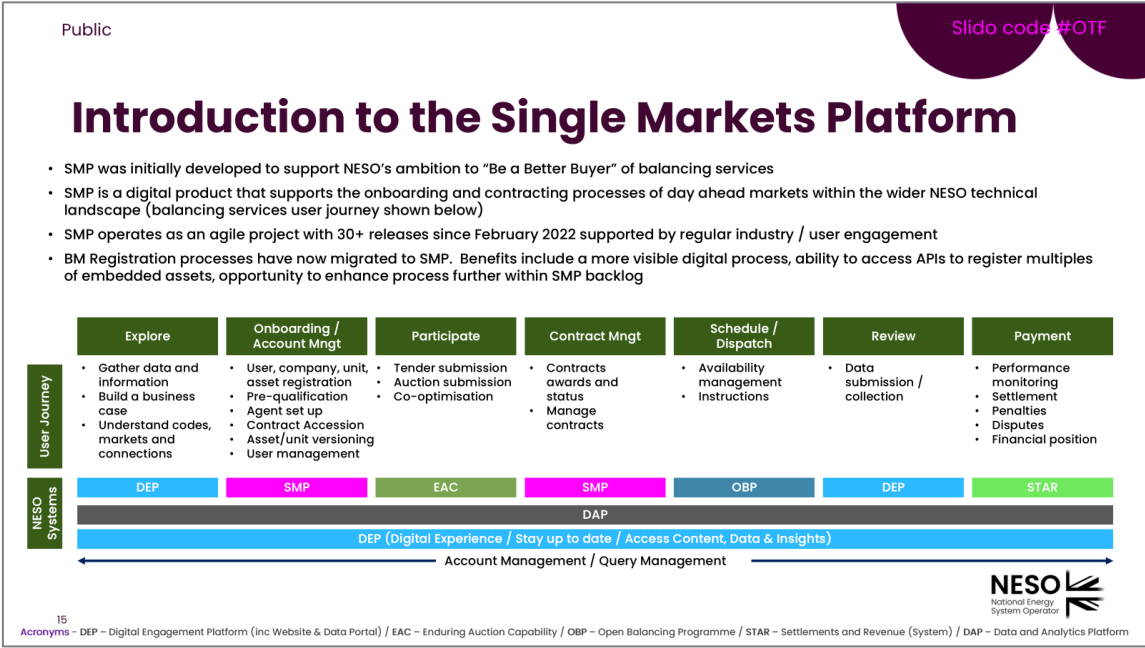 Public
Slido code #OTF
Introduction to the Single Markets Platform
• SMP was initially developed to support NESO's ambition to “Be a Better Buyer” of balancing services
• SMP is a digital product that supports the onboarding and contracting processes of day ahead markets within the wider NESO technical
landscape (balancing services user journey shown below)
• SMP operates as an agile project with 30+ releases since February 2022 supported by regular industry / user engagement
• BM Registration processes have now migrated to SMP.  Benefits include a more visible digital process, ability to access APIs to register multiples
of embedded assets, opportunity to enhance process further within SMP backlog
User Journey
Explore
• Gather data and
information
• Build a business
case
• Understand codes,
markets and
connections
Onboarding /
Account Mngt
• User, company, unit,
asset registration
• Pre-qualification
• Agent set up
• Contract Accession
• Asset/unit versioning
• User management
Participate
• Tender submission
• Auction submission
• Co-optimisation
Contract Mngt
• Contracts
awards and
status
• Manage
contracts
Schedule /
Dispatch
• Availability
management
• Instructions
Review
• Data
submission /
collection
Payment
• Performance
monitoring
• Settlement
• Penalties
• Disputes
• Financial position
NESO
Systems
DEP
SMP
EAC
SMP
OBP
DEP
STAR
DAP
DEP (Digital Experience / Stay up to date / Access Content, Data & Insights)
Account Management / Query Management
NESO
National Energy
System Operator
15
Acronyms - DEP – Digital Engagement Platform (inc Website & Data Portal) / EAC – Enduring Auction Capability / OBP – Open Balancing Programme / STAR – Settlements and Revenue (System) / DAP – Data and Analytics Platform